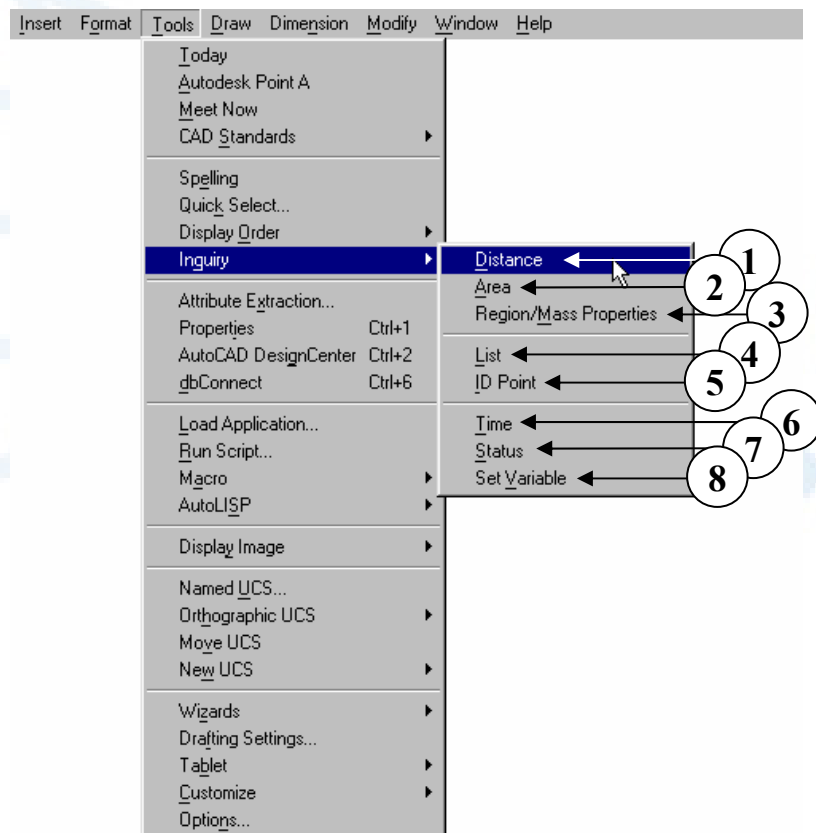 Insert Format Tools Draw Dimension Modify Window Help
Today
Autodesk Point A
Meet Now
CAD Standards
Spelling
Quick Select...
Display Order
Inquiry
Attribute Extraction...
Properties Ctrl+1
AutoCAD DesignCenter Ctrl+2
dbConnect Ctrl+6
Load Application...
Run Script...
Macro
AutoLISP
Display Image
Named UCS...
Orthographic UCS
Move UCS
New UCS
Wizards
Drafting Settings...
Tablet
Customize
Options...
Distance 1
Area 2
Region/Mass Properties 3
List 4
ID Point 5
Time 6
Status 7
Set Variable 8